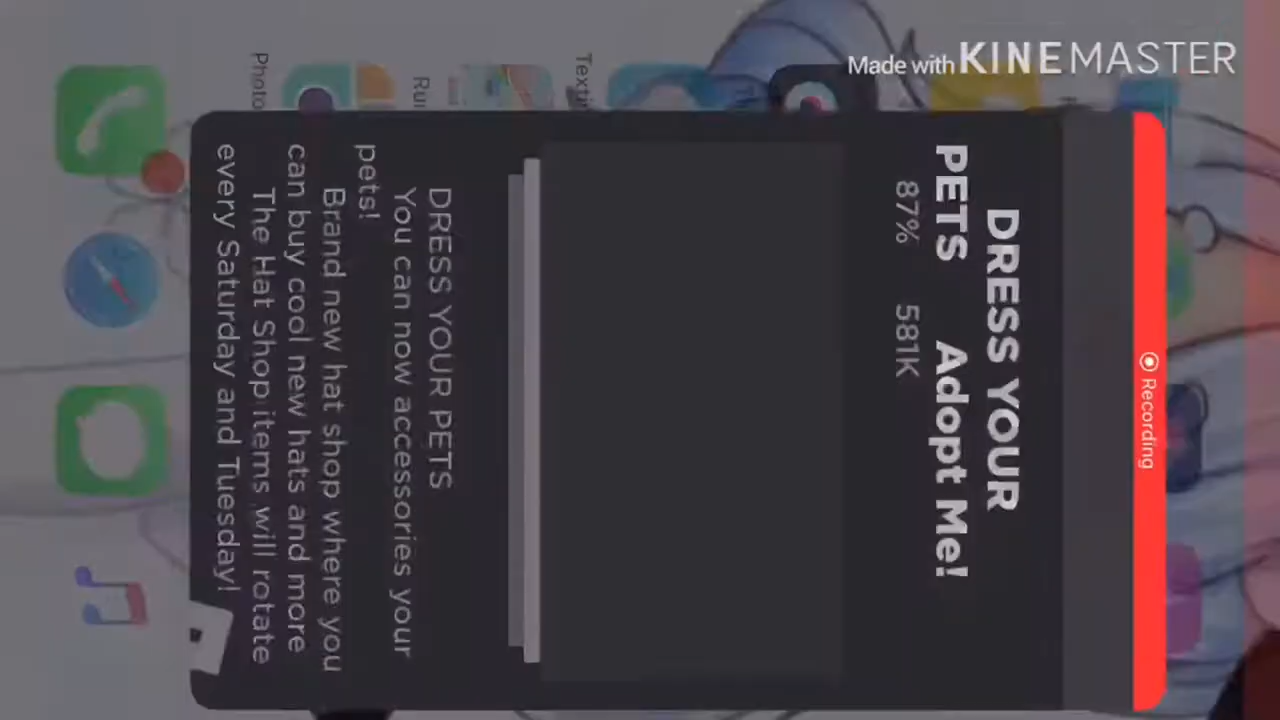 Made with KINEMASTER
Recording
DRESS YOUR
PETS Adopt Me!
87% 581K
DRESS YOUR PETS
You can now accessories your
pets!
Brand new hat shop where you
can buy cool new hats and more
The Hat Shop items will rotate
every Saturday and Tuesday!
Photo